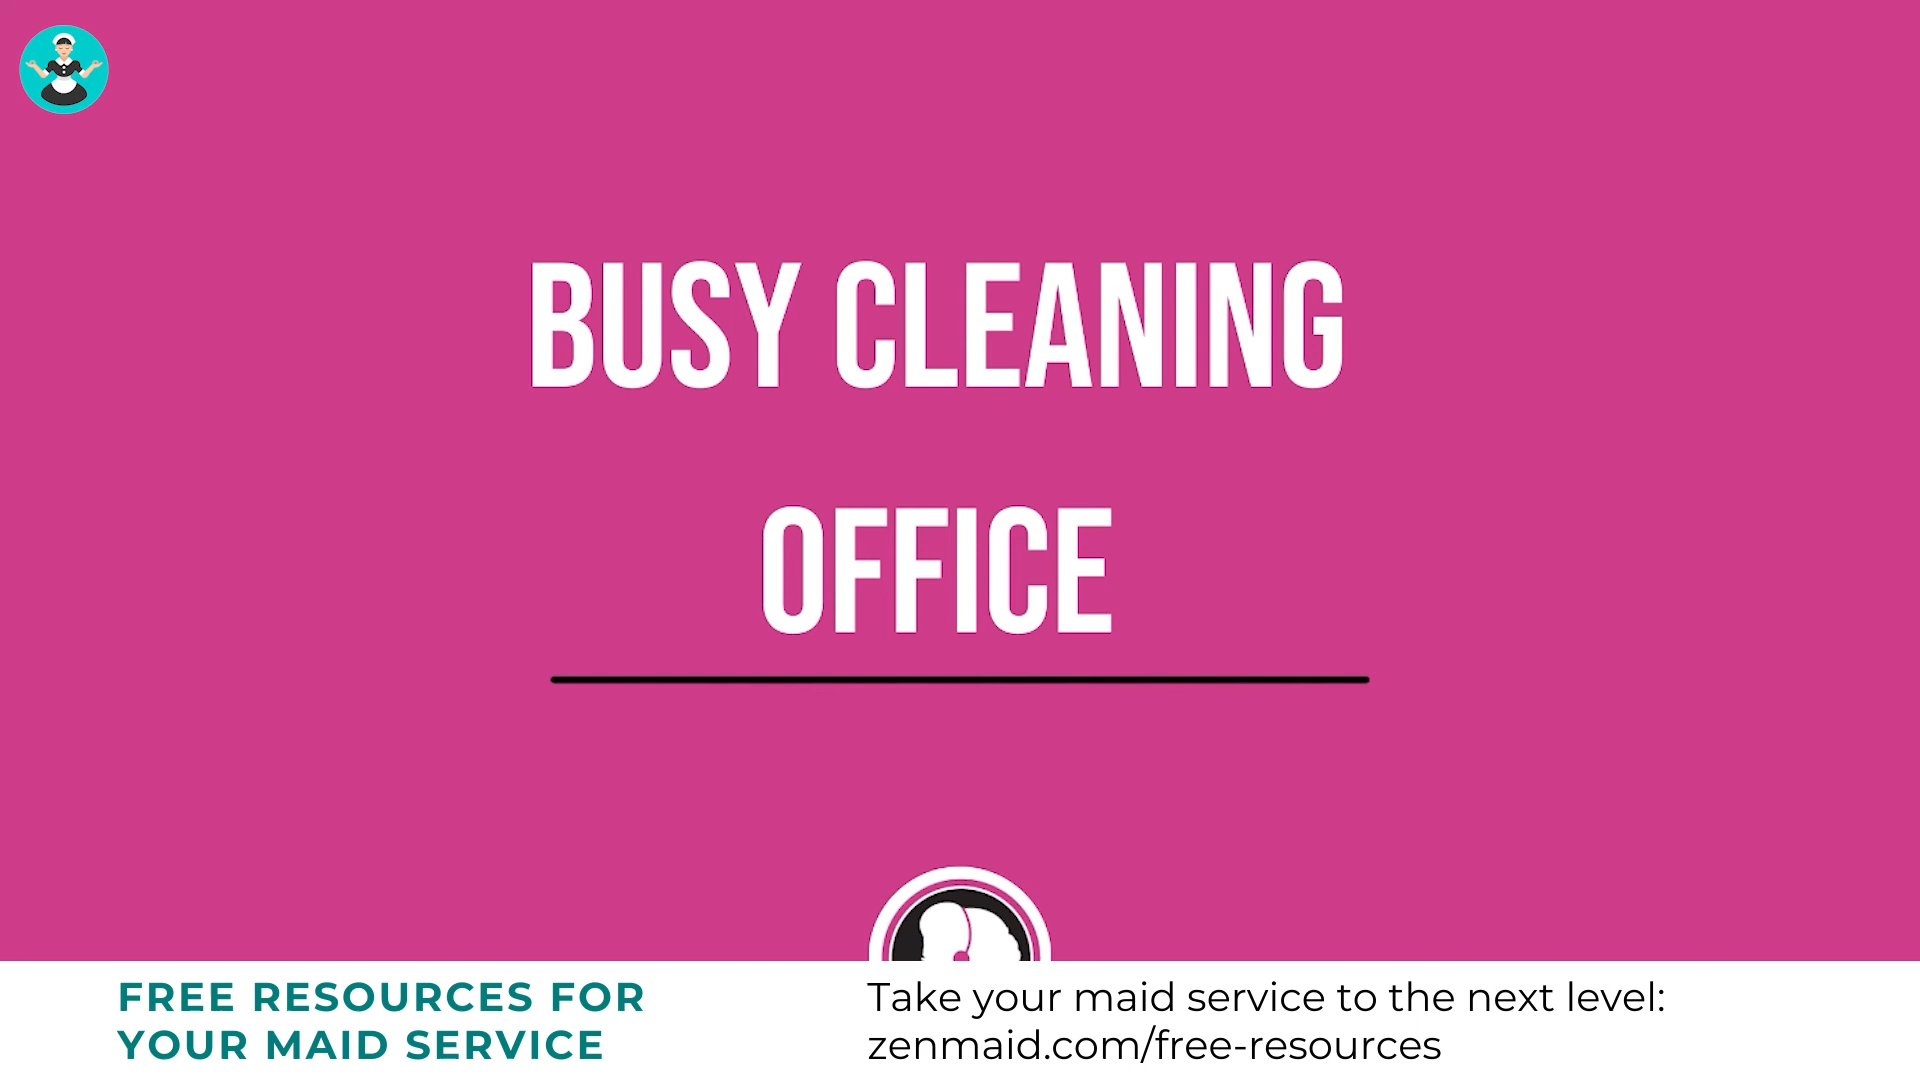 BUSY CLEANING
OFFICE
FREE RESOURCES FOR
YOUR MAID SERVICE
Take your maid service to the next level:
zenmaid.com/free-resources